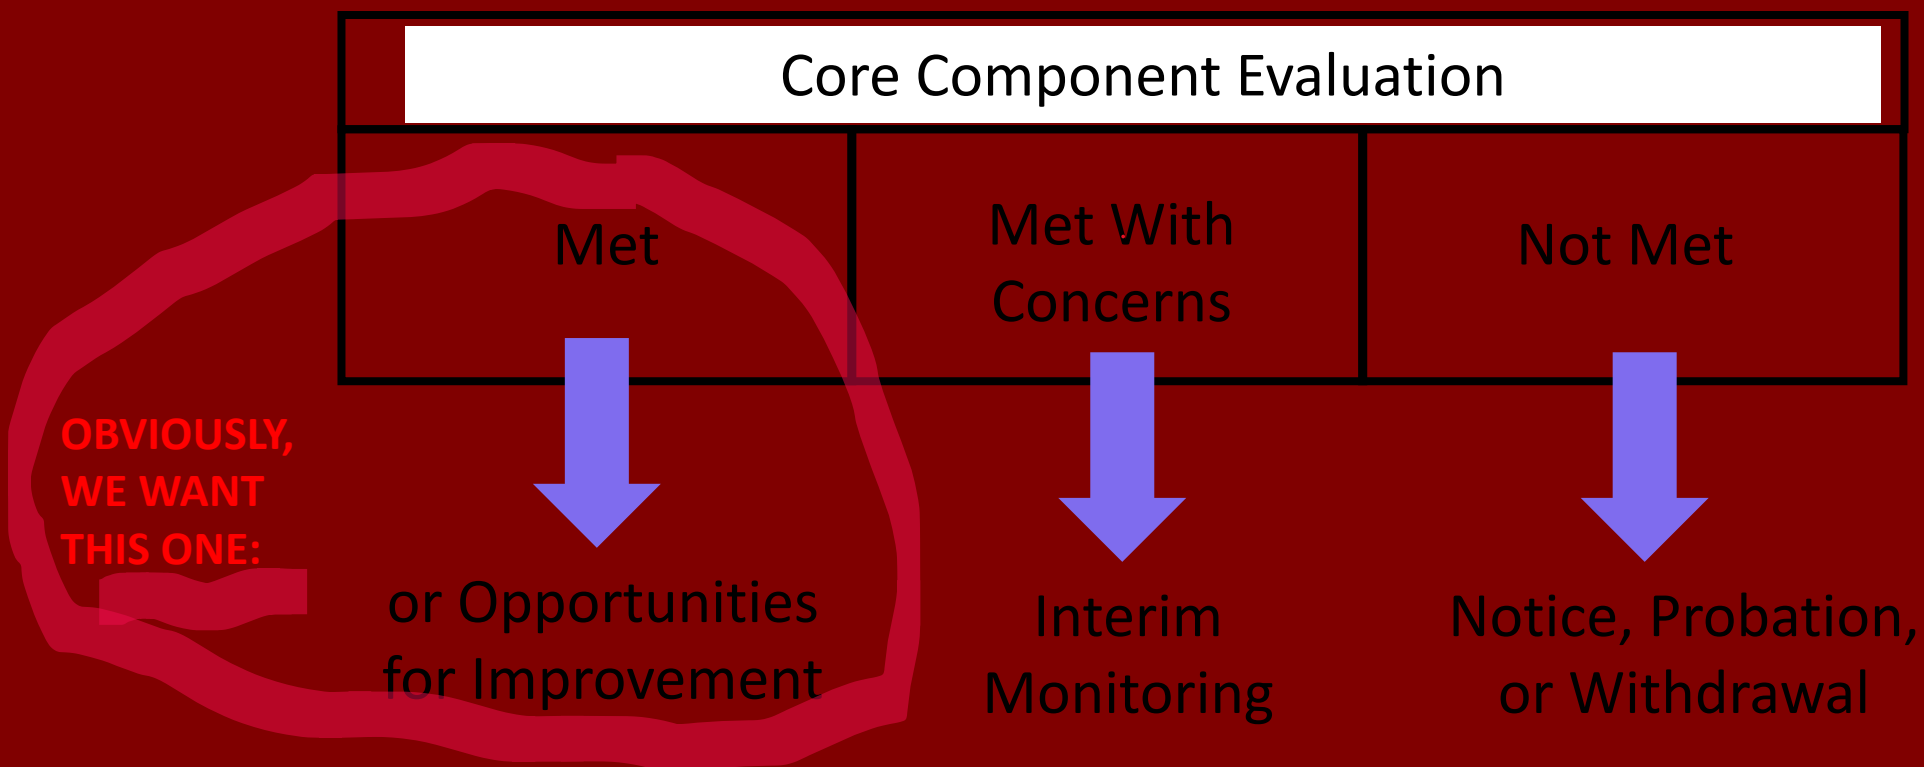 Core Component Evaluation
Met
Met With
Concerns
Not Met
OBVIOUSLY,
WE WANT
THIS ONE:
or Opportunities
for Improvement
Interim
Monitoring
Notice, Probation,
or Withdrawal